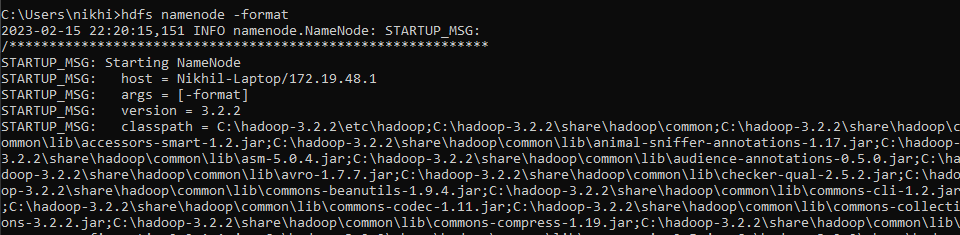 C:\Users\nikhi>hdfs namenode -format
2023-02-15 22:20:15,151 INFO namenode.NameNode: STARTUP_MSG:
/************************************************************
STARTUP_MSG: Starting NameNode
STARTUP_MSG:   host = Nikhil-Laptop/172.19.48.1
STARTUP_MSG:   args = [-format]
STARTUP_MSG:   version = 3.2.2
STARTUP_MSG:   classpath = C:\hadoop-3.2.2\etc\hadoop;C:\hadoop-3.2.2\share\hadoop\common;C:\hadoop-3.2.2\share\hadoop\c
ommon\lib\accessors-smart-1.2.jar;C:\hadoop-3.2.2\share\hadoop\common\lib\animal-sniffer-annotations-1.17.jar;C:\hadoop-
3.2.2\share\hadoop\common\lib\asm-5.0.4.jar;C:\hadoop-3.2.2\share\hadoop\common\lib\audience-annotations-0.5.0.jar;C:\ha
doop-3.2.2\share\hadoop\common\lib\avro-1.7.7.jar;C:\hadoop-3.2.2\share\hadoop\common\lib\checker-qual-2.5.2.jar;C:\hado
op-3.2.2\share\hadoop\common\lib\commons-beanutils-1.9.4.jar;C:\hadoop-3.2.2\share\hadoop\common\lib\commons-cli-1.2.jar
;C:\hadoop-3.2.2\share\hadoop\common\lib\commons-codec-1.11.jar;C:\hadoop-3.2.2\share\hadoop\common\lib\commons-collecti
ons-3.2.2.jar;C:\hadoop-3.2.2\share\hadoop\common\lib\commons-compress-1.19.jar;C:\hadoop-3.2.2\share\hadoop\common\lib\